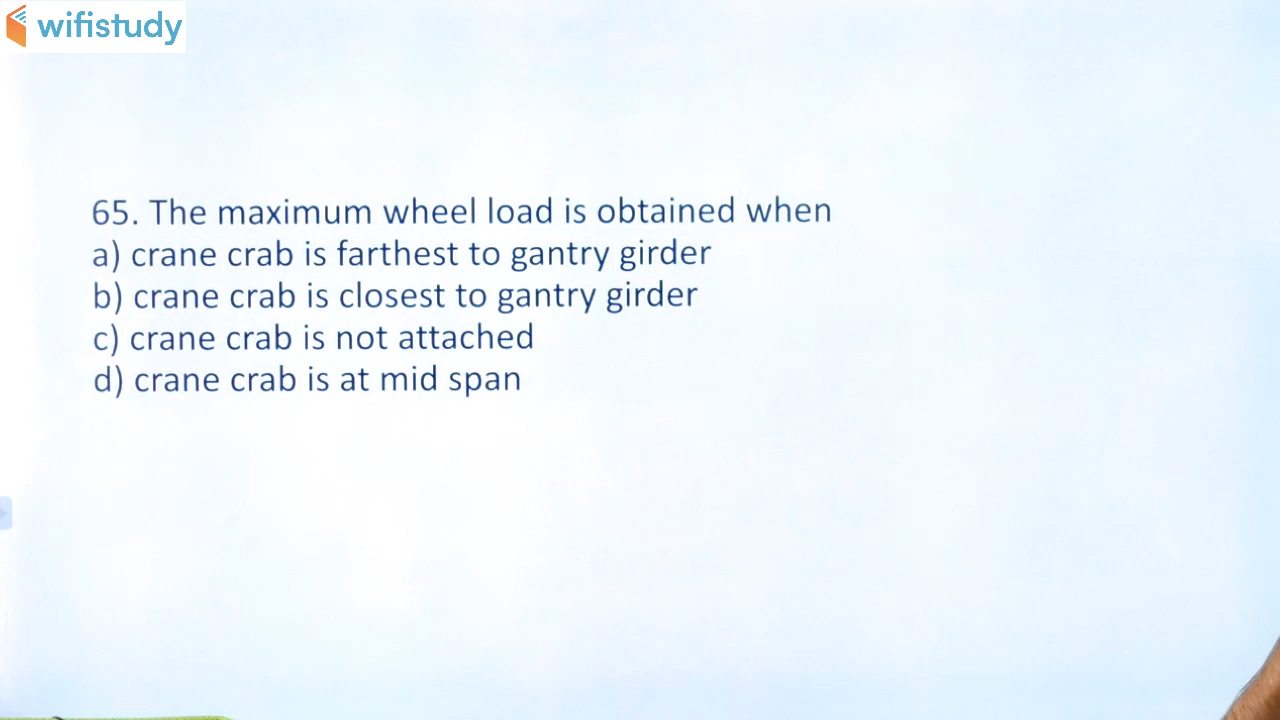 wifistudy
65. The maximum wheel load is obtained when
a) crane crab is farthest to gantry girder
b) crane crab is closest to gantry girder
c) crane crab is not attached
d) crane crab is at mid span